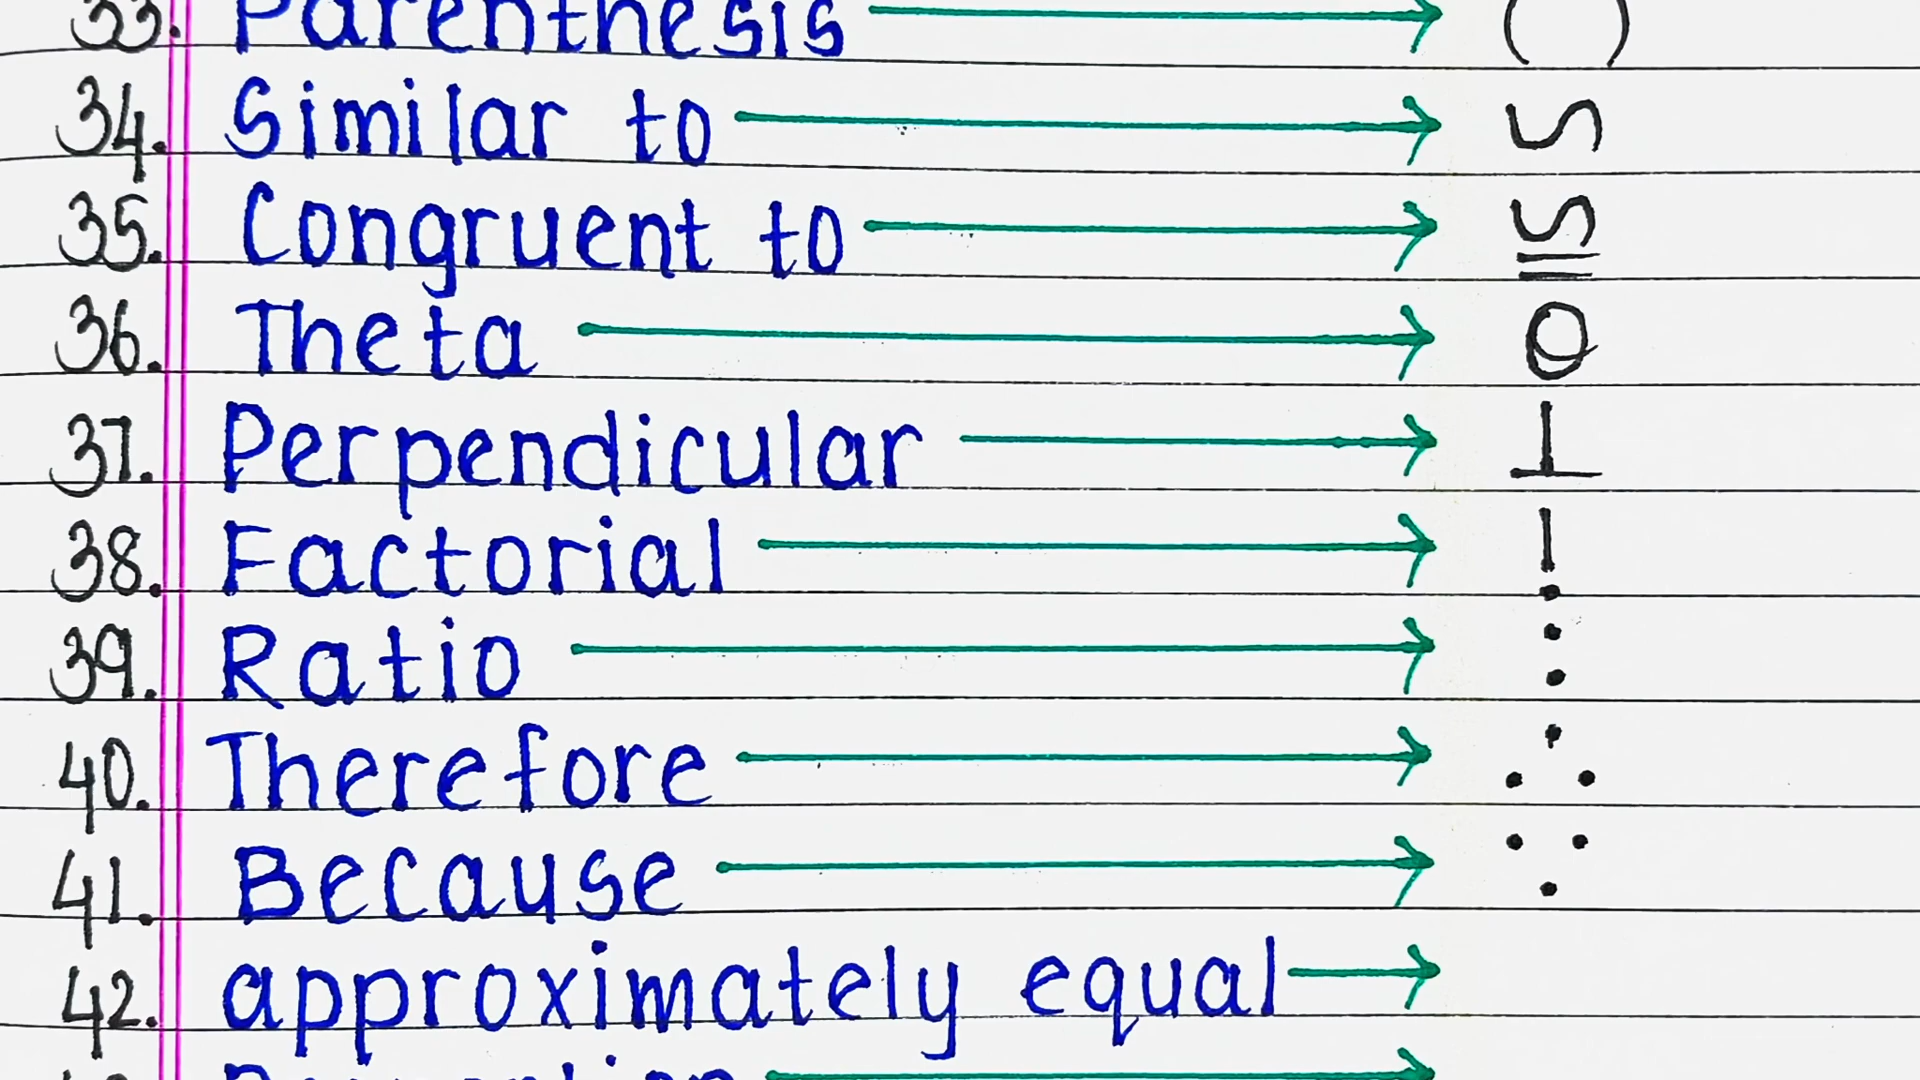 33. Parenthesis → ( )
34. Similar to → ∽
35. Congruent to → ≌
36. Theta → θ
37. Perpendicular → ⊥
38. Factorial → !
39. Ratio → :
40. Therefore → ∴
41. Because → ∵
42. approximately equal →